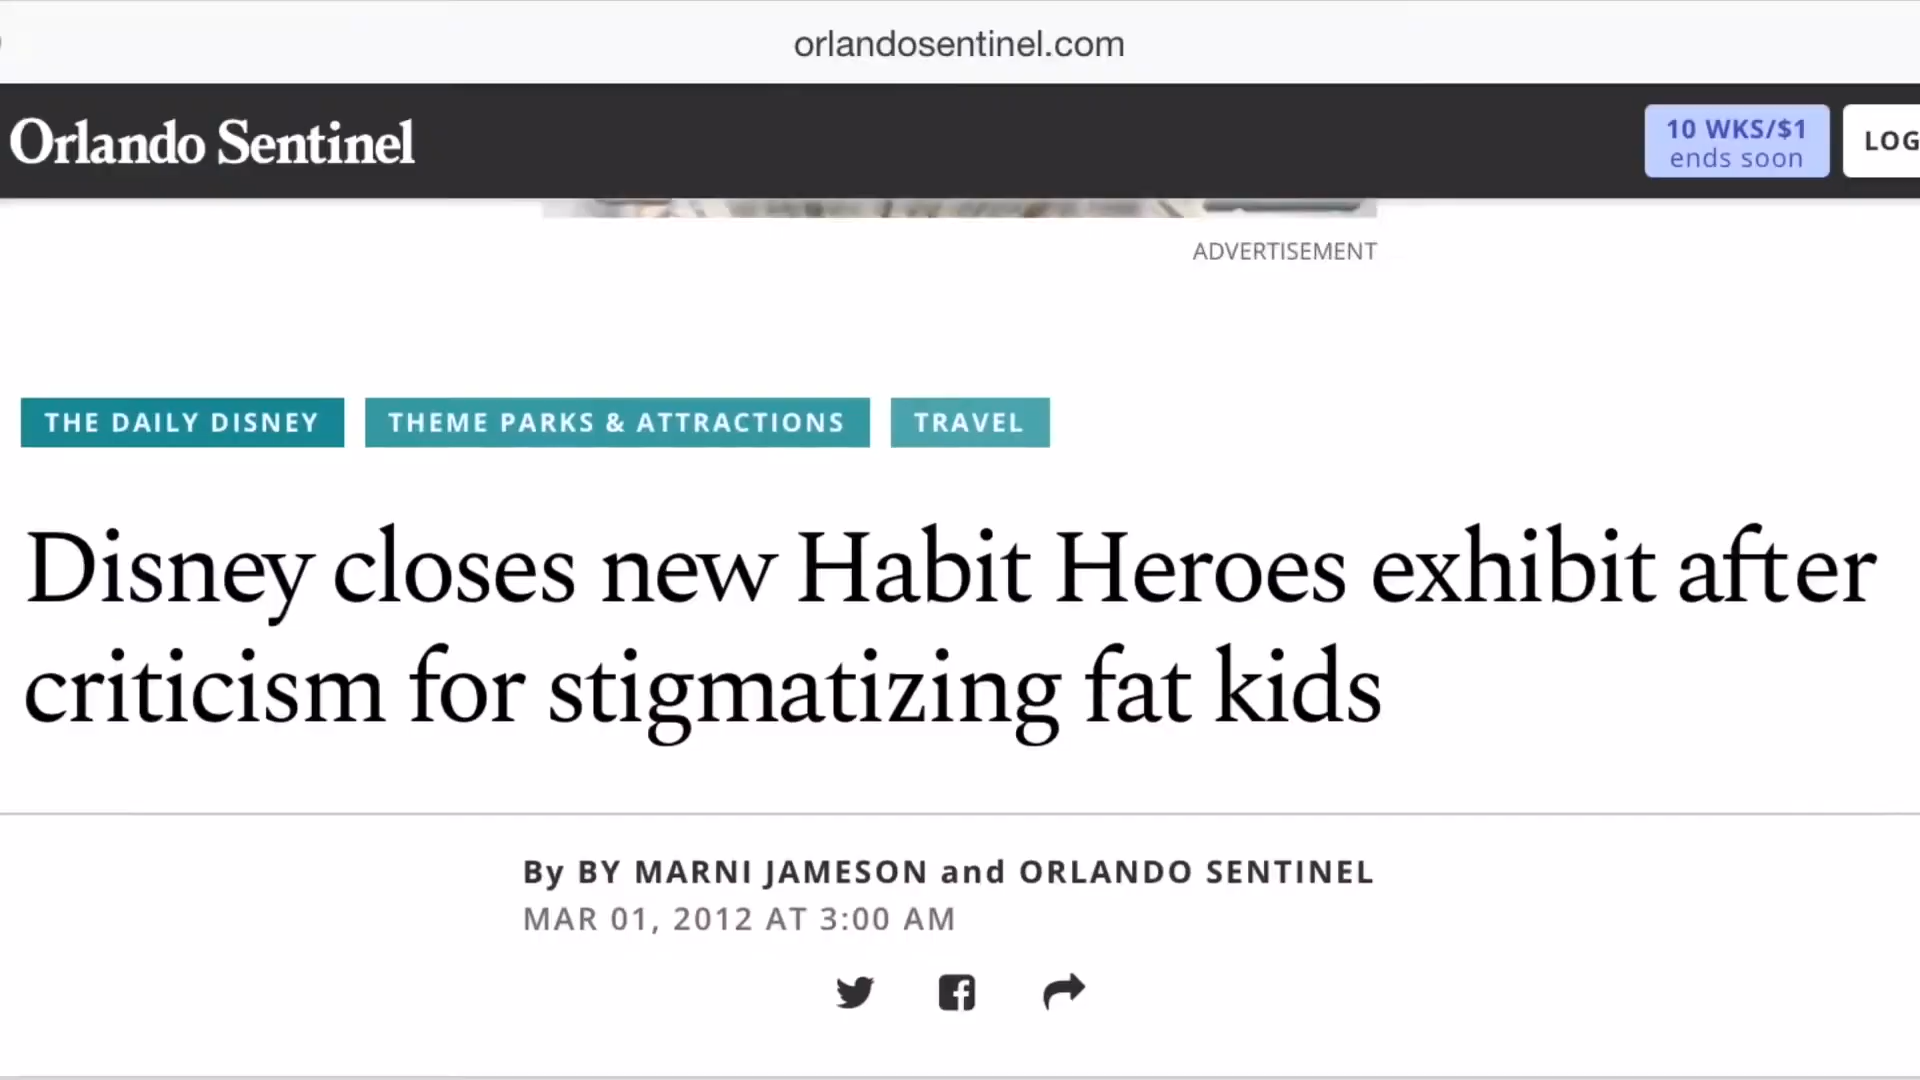 orlandosentinel.com
Orlando Sentinel
10 WKS/$1
ends soon
LOG
ADVERTISEMENT
THE DAILY DISNEY
THEME PARKS & ATTRACTIONS
TRAVEL
Disney closes new Habit Heroes exhibit after
criticism for stigmatizing fat kids
By BY MARNI JAMESON and ORLANDO SENTINEL
MAR 01, 2012 AT 3:00 AM